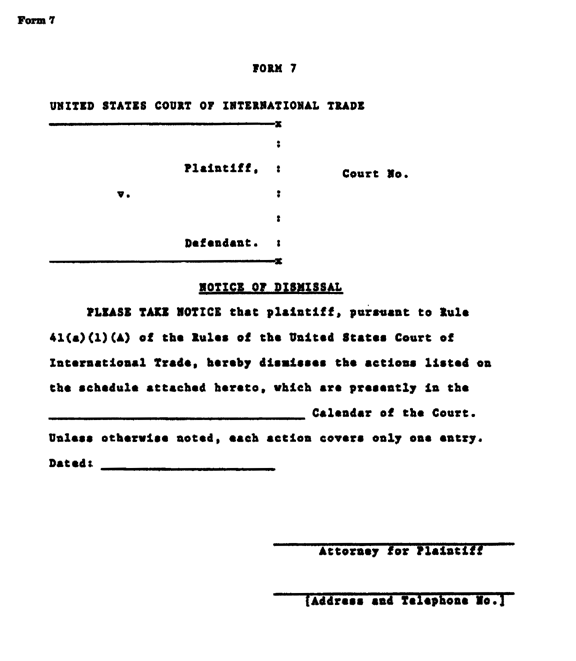 Form 7
FORM 7
UNITED STATES COURT OF INTERNATIONAL TRADE
x
:
Plaintiff, : Court No.
v. :
:
Defendant. :
x
NOTICE OF DISMISSAL
PLEASE TAKE NOTICE that plaintiff, pursuant to Rule
41(a)(1)(A) of the Rules of the United States Court of
International Trade, hereby dismisses the actions listed on
the schedule attached hereto, which are presently in the
Calendar of the Court.
Unless otherwise noted, each action covers only one entry.
Dated:
Attorney for Plaintiff
[Address and Telephone No.]